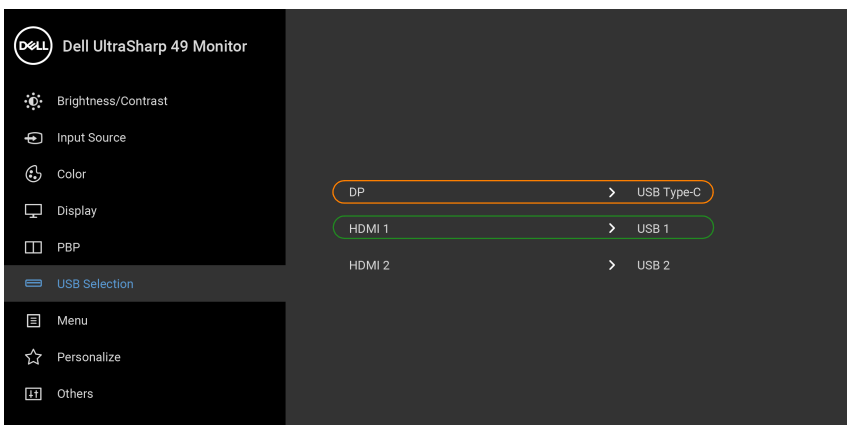 DELL
Dell UltraSharp 49 Monitor
Brightness/Contrast
Input Source
Color
Display
PBP
USB Selection
Menu
Personalize
Others
DP > USB Type-C
HDMI 1 > USB 1
HDMI 2 > USB 2